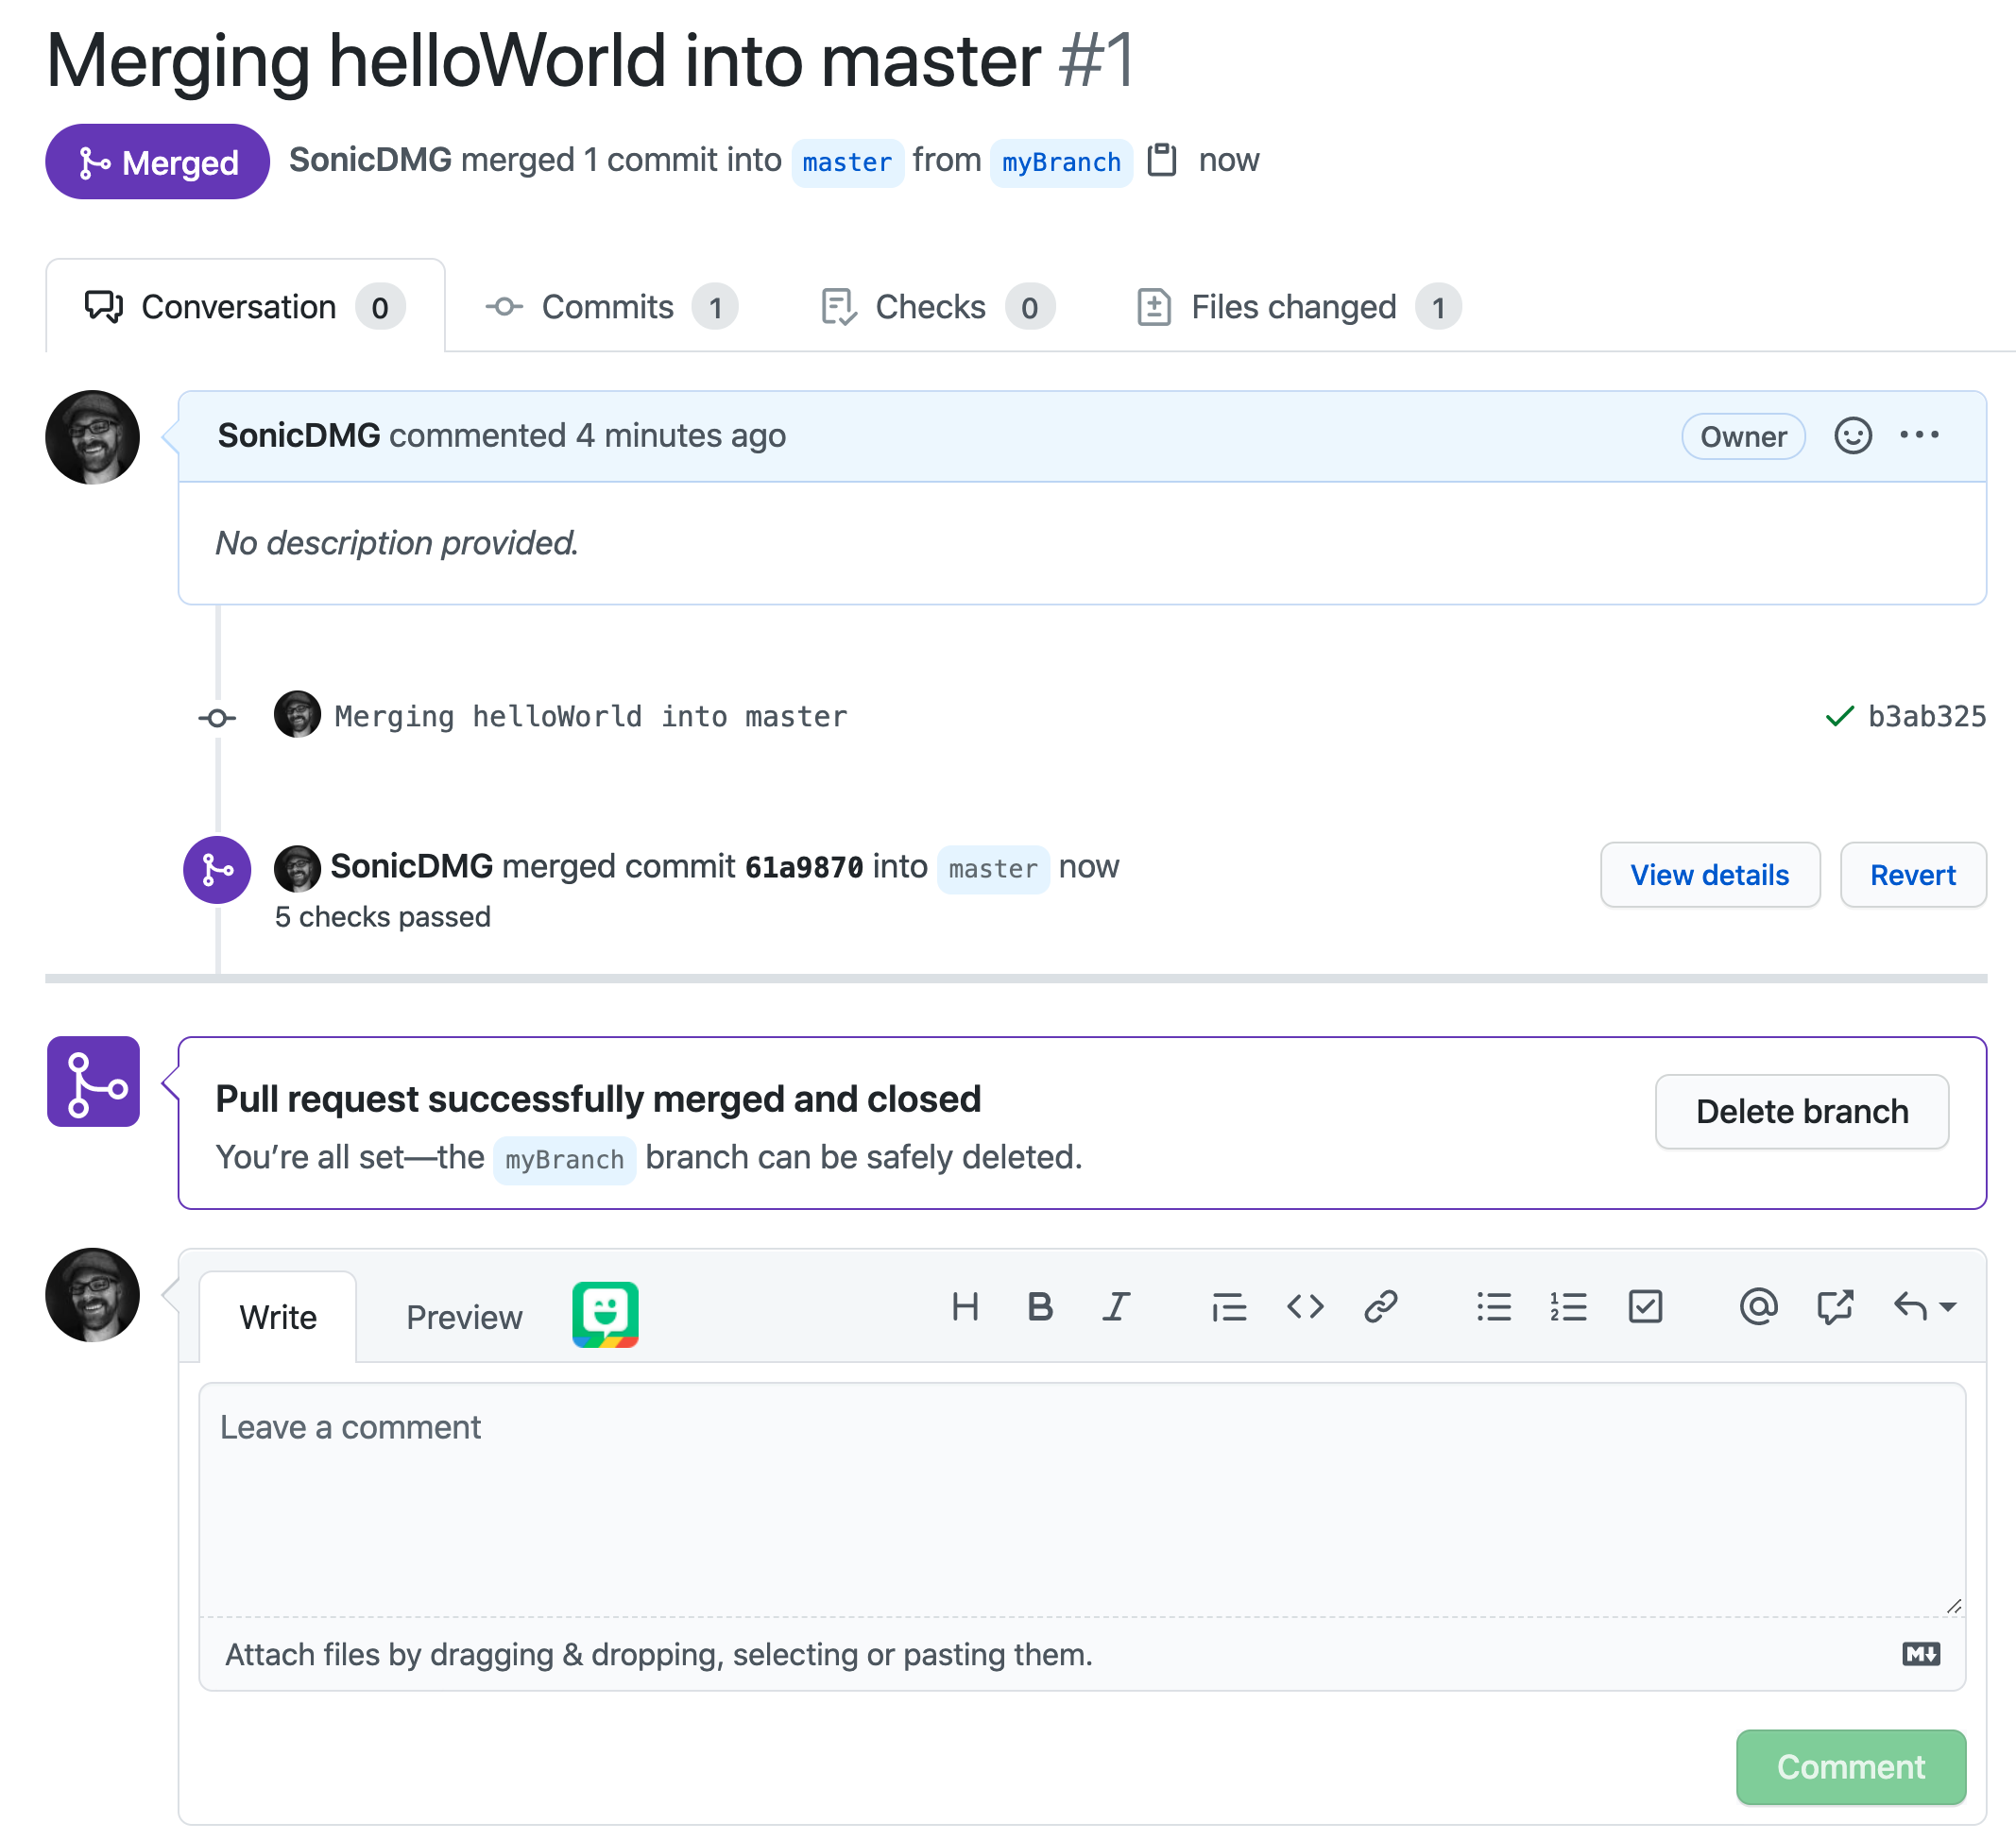 Merging helloWorld into master #1
Merged SonicDMG merged 1 commit into master from myBranch now
Conversation 0 Commits 1 Checks 0 Files changed 1
SonicDMG commented 4 minutes ago Owner
No description provided.
Merging helloWorld into master b3ab325
SonicDMG merged commit 61a9870 into master now View details Revert
5 checks passed
Pull request successfully merged and closed Delete branch
You’re all set—the myBranch branch can be safely deleted.
Write Preview
Leave a comment
Attach files by dragging & dropping, selecting or pasting them.
Comment